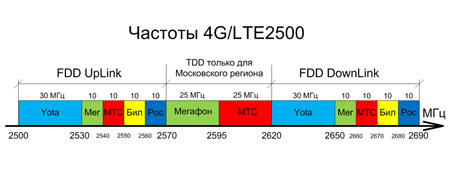 Частоты 4G/LTE2500
TDD только для
Московского региона
FDD UpLink
FDD DownLink
30 МГц 10 10 10 10 25 МГц 25 МГц 30 МГц 10 10 10 10
Yota Мег МТС Бил Рос Мегафон МТС Yota Мег МТС Бил Рос
МГц
2500 2530 2540 2550 2560 2570 2595 2620 2650 2660 2670 2680 2690